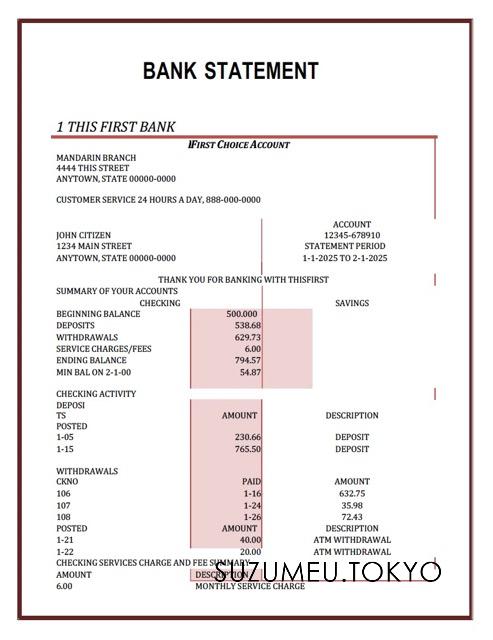 BANK STATEMENT
1 THIS FIRST BANK
IFIRST CHOICE ACCOUNT
MANDARIN BRANCH
4444 THIS STREET
ANYTOWN, STATE 00000-0000
CUSTOMER SERVICE 24 HOURS A DAY, 888-000-0000
ACCOUNT
JOHN CITIZEN 12345-678910
1234 MAIN STREET STATEMENT PERIOD
ANYTOWN, STATE 00000-0000 1-1-2025 TO 2-1-2025
THANK YOU FOR BANKING WITH THISFIRST
SUMMARY OF YOUR ACCOUNTS
CHECKING SAVINGS
BEGINNING BALANCE 500.000
DEPOSITS 538.68
WITHDRAWALS 629.73
SERVICE CHARGES/FEES 6.00
ENDING BALANCE 794.57
MIN BAL ON 2-1-00 54.87
CHECKING ACTIVITY
DEPOSI
TS AMOUNT DESCRIPTION
POSTED
1-05 230.66 DEPOSIT
1-15 765.50 DEPOSIT
WITHDRAWALS
CKNO PAID AMOUNT
106 1-16 632.75
107 1-24 35.98
108 1-26 72.43
POSTED AMOUNT DESCRIPTION
1-21 40.00 ATM WITHDRAWAL
1-22 20.00 ATM WITHDRAWAL
CHECKING SERVICES CHARGE AND FEE SUMMARY
AMOUNT DESCRIPTION
SUZUMEU.TOKYO
6.00 MONTHLY SERVICE CHARGE